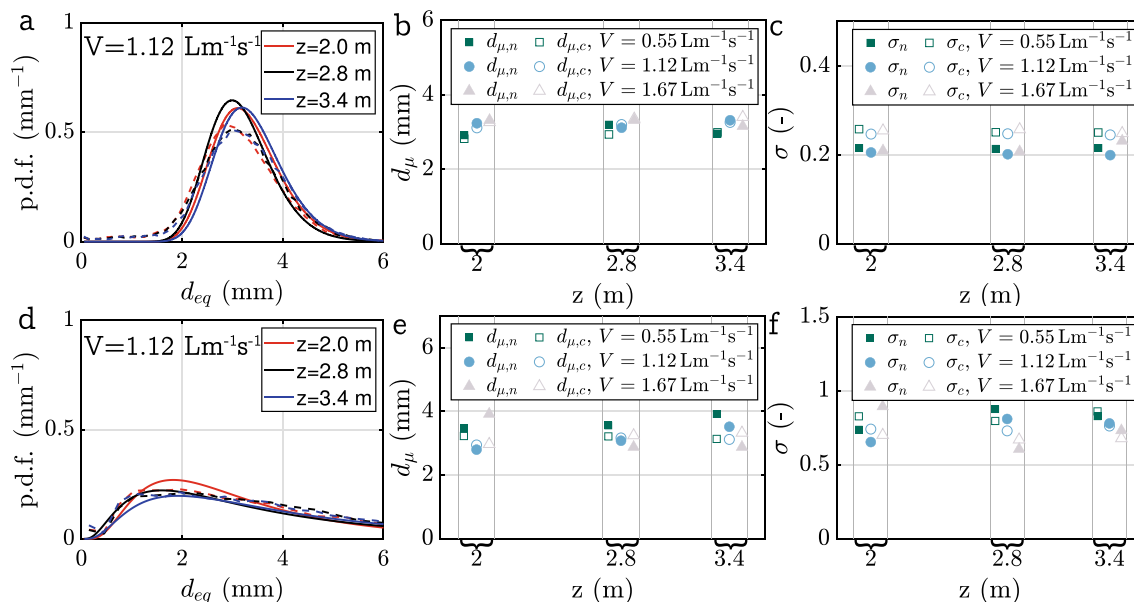 a
V=1.12 Lm⁻¹s⁻¹
z=2.0 m
z=2.8 m
z=3.4 m
p.d.f. (mm⁻¹)
1
0.5
0
0 2 4 6
d_eq (mm)
b
d_μ,n d_μ,c, V = 0.55 Lm⁻¹s⁻¹
d_μ,n d_μ,c, V = 1.12 Lm⁻¹s⁻¹
d_μ,n d_μ,c, V = 1.67 Lm⁻¹s⁻¹
d_μ (mm)
6
4
2
0
2 2.8 3.4
z (m)
c
σ_n σ_c, V = 0.55 Lm⁻¹s⁻¹
σ_n σ_c, V = 1.12 Lm⁻¹s⁻¹
σ_n σ_c, V = 1.67 Lm⁻¹s⁻¹
σ (-)
0.4
0.2
0
2 2.8 3.4
z (m)
d
V=1.12 Lm⁻¹s⁻¹
z=2.0 m
z=2.8 m
z=3.4 m
p.d.f. (mm⁻¹)
1
0.5
0
0 2 4 6
d_eq (mm)
e
d_μ,n d_μ,c, V = 0.55 Lm⁻¹s⁻¹
d_μ,n d_μ,c, V = 1.12 Lm⁻¹s⁻¹
d_μ,n d_μ,c, V = 1.67 Lm⁻¹s⁻¹
d_μ (mm)
6
4
2
0
2 2.8 3.4
z (m)
f
σ_n σ_c, V = 0.55 Lm⁻¹s⁻¹
σ_n σ_c, V = 1.12 Lm⁻¹s⁻¹
σ_n σ_c, V = 1.67 Lm⁻¹s⁻¹
σ (-)
1.5
1
0.5
0
2 2.8 3.4
z (m)